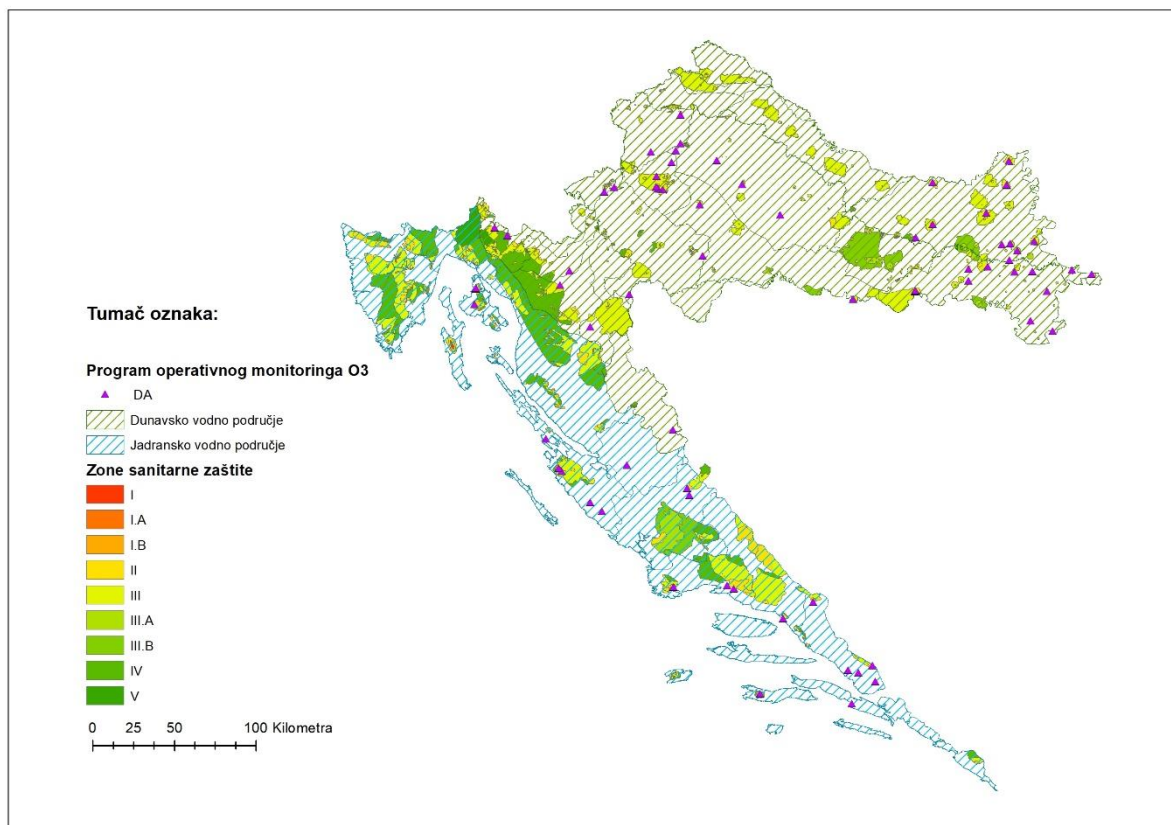 Tumač oznaka:
Program operativnog monitoringa O3
DA
Dunavsko vodno područje
Jadransko vodno područje
Zone sanitarne zaštite
I
I.A
I.B
II
III
III.A
III.B
IV
V
0 25 50 100 Kilometra